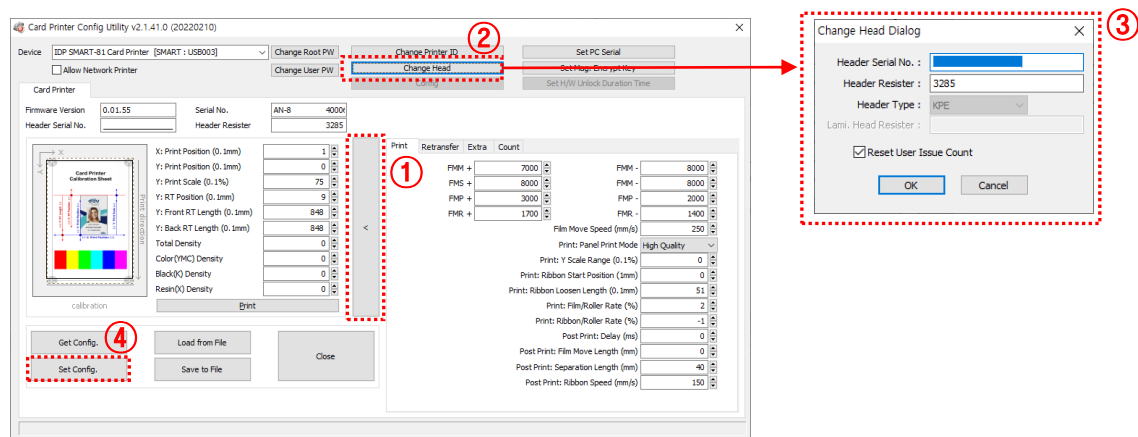 Card Printer Config Utility v2.1.41.0 (20220210)
Device
IDP SMART-81 Card Printer [SMART : USB003]
Change Root PW
Change Printer ID
Set PC Serial
Allow Network Printer
Change User PW
Change Head
Set Mag. Encrypt Key
Config
Set H/W Unlock Duration Time
②
Card Printer
Firmware Version
0.01.55
Serial No.
AN-8 4000
Header Serial No.
Header Resister
3285
X
Y
Card Printer
Calibration Sheet
Print direction
calibration
X: Print Position (0.1mm)
1
Y: Print Position (0.1mm)
0
Y: Print Scale (0.1%)
75
Y: RT Position (0.1mm)
9
Y: Front RT Length (0.1mm)
848
Y: Back RT Length (0.1mm)
848
Total Density
0
Color(YMC) Density
0
Black(K) Density
0
Resin(X) Density
0
Print
<
①
Print Retransfer Extra Count
FMM + 7000 FMM - 8000
FMS + 8000 FMM - 8000
FMP + 3000 FMP - 2000
FMR + 1700 FMR - 1400
Film Move Speed (mm/s) 250
Print: Panel Print Mode High Quality
Print: Y Scale Range (0.1%) 0
Print: Ribbon Start Position (1mm) 0
Print: Ribbon Loosen Length (0.1mm) 51
Print: Film/Roller Rate (%) 2
Print: Ribbon/Roller Rate (%) -1
Post Print: Delay (ms) 0
Post Print: Film Move Length (mm) 0
Post Print: Separation Length (mm) 40
Post Print: Ribbon Speed (mm/s) 150
Get Config.
④
Load from File
Close
Set Config.
Save to File
③
Change Head Dialog
Header Serial No. :
Header Resister : 3285
Header Type : KPE
Lami. Head Resister :
Reset User Issue Count
OK
Cancel